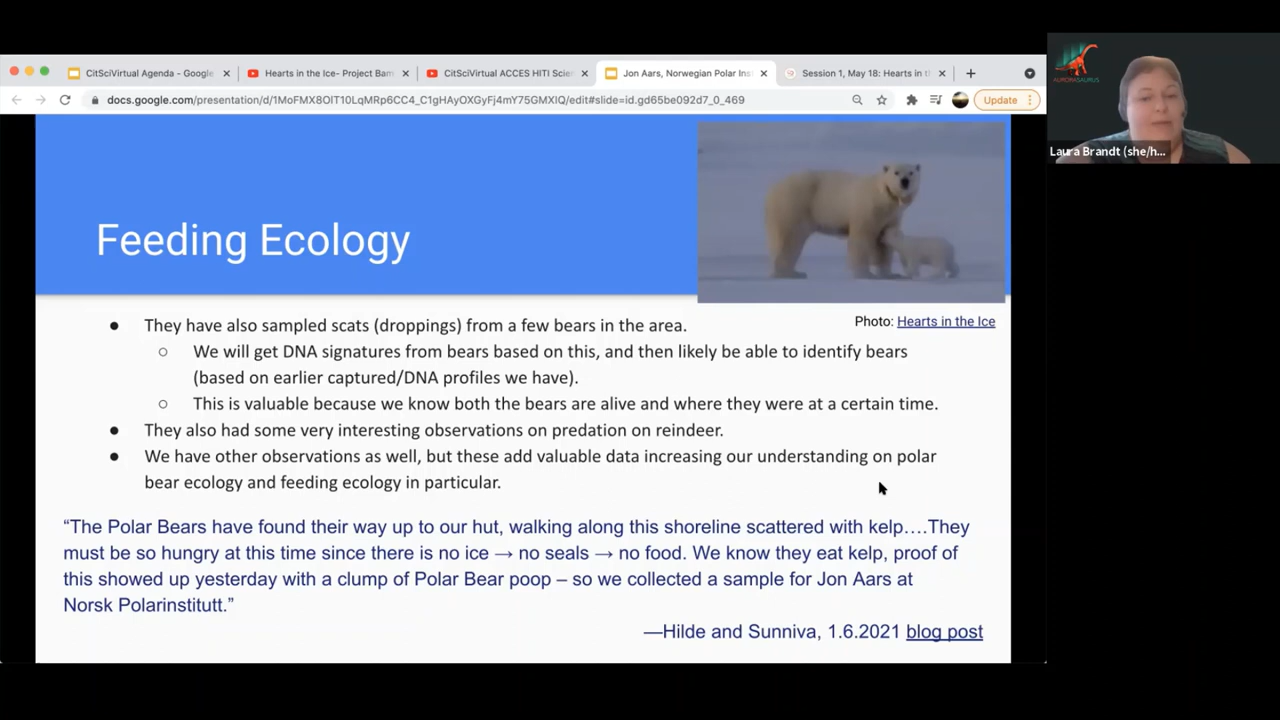 CitSciVirtual Agenda - Google
Hearts in the Ice- Project Bam
CitSciVirtual ACCES HITI Scie
Jon Aars, Norwegian Polar Ins
Session 1, May 18: Hearts in t
docs.google.com/presentation/d/1MoFMX8OIT10LqMRp6CC4_C1gHAyOXGyFj4mY75GMXIQ/edit#slide=id.gd65be092d7_0_469
Update
AURORASAURUS
Laura Brandt (she/h...
Feeding Ecology
Photo: Hearts in the Ice
● They have also sampled scats (droppings) from a few bears in the area.
○ We will get DNA signatures from bears based on this, and then likely be able to identify bears
(based on earlier captured/DNA profiles we have).
○ This is valuable because we know both the bears are alive and where they were at a certain time.
● They also had some very interesting observations on predation on reindeer.
● We have other observations as well, but these add valuable data increasing our understanding on polar
bear ecology and feeding ecology in particular.
“The Polar Bears have found their way up to our hut, walking along this shoreline scattered with kelp….They
must be so hungry at this time since there is no ice → no seals → no food. We know they eat kelp, proof of
this showed up yesterday with a clump of Polar Bear poop – so we collected a sample for Jon Aars at
Norsk Polarinstitutt.”
—Hilde and Sunniva, 1.6.2021 blog post